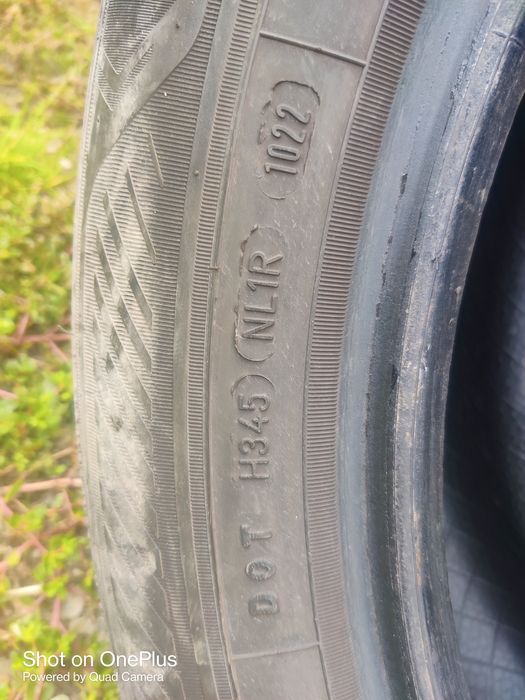 DOT H345 NL1R 1022
Shot on OnePlus
Powered by Quad Camera